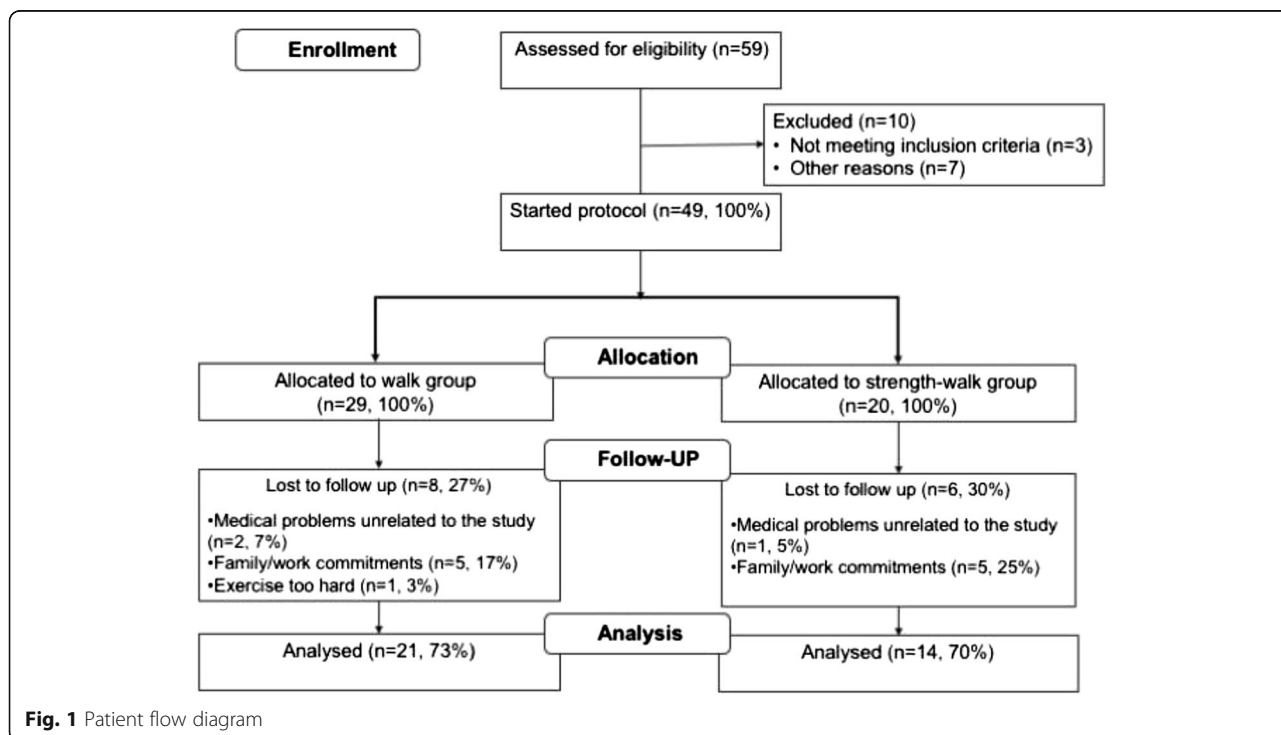 Enrollment
Assessed for eligibility (n=59)
Excluded (n=10)
• Not meeting inclusion criteria (n=3)
• Other reasons (n=7)
Started protocol (n=49, 100%)
Allocation
Allocated to walk group
(n=29, 100%)
Allocated to strength-walk group
(n=20, 100%)
Follow-UP
Lost to follow up (n=8, 27%)
•Medical problems unrelated to the study
(n=2, 7%)
•Family/work commitments (n=5, 17%)
•Exercise too hard (n=1, 3%)
Lost to follow up (n=6, 30%)
•Medical problems unrelated to the study
(n=1, 5%)
•Family/work commitments (n=5, 25%)
Analysis
Analysed (n=21, 73%)
Analysed (n=14, 70%)
Fig. 1 Patient flow diagram